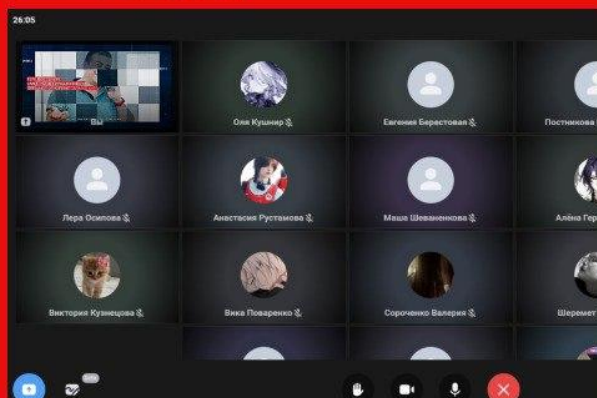 26:05
Оля Кушнир
Евгения Берестовая
Постникова
Лера Осипова
Анастасия Рустамова
Маша Шеваненкова
Алёна Гер
Виктория Кузнецова
Вика Поваренко
Сороченко Валерия
Шеремет